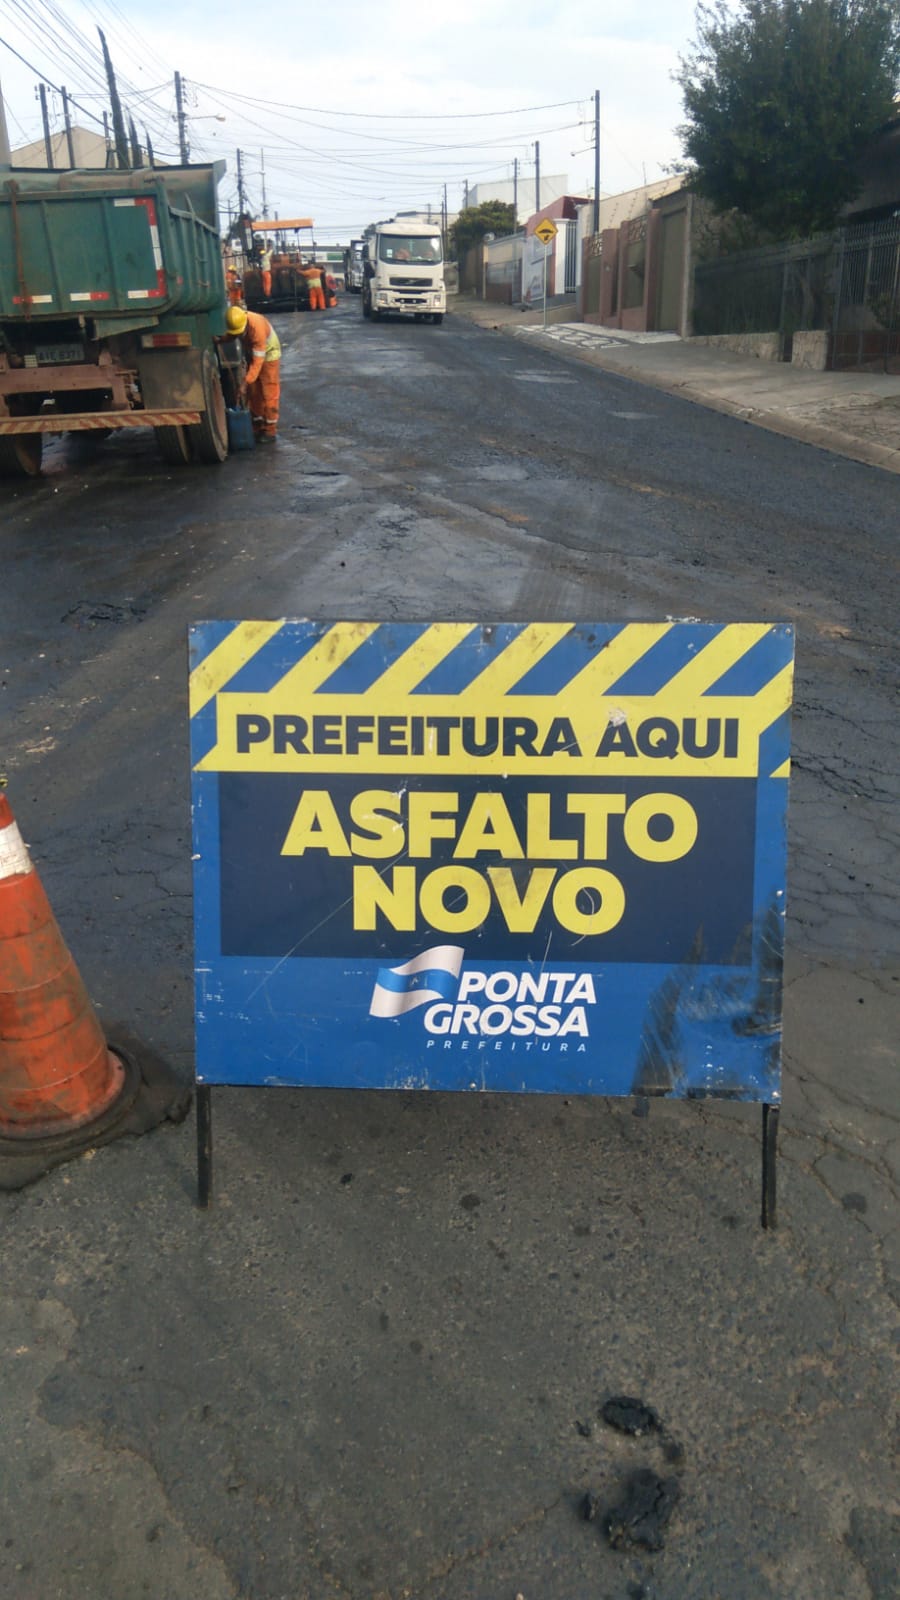 PREFEITURA AQUI
ASFALTO
NOVO
PONTA
GROSSA
PREFEITURA